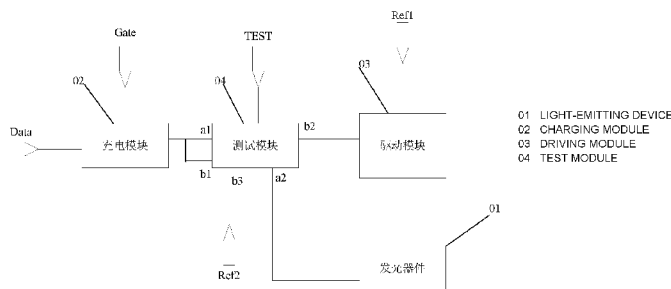 Ref1
Gate
TEST
02
04
03
Data
充电模块
a1
测试模块
b2
驱动模块
b1
b3
a2
01 LIGHT-EMITTING DEVICE
02 CHARGING MODULE
03 DRIVING MODULE
04 TEST MODULE
01
Ref2
发光器件